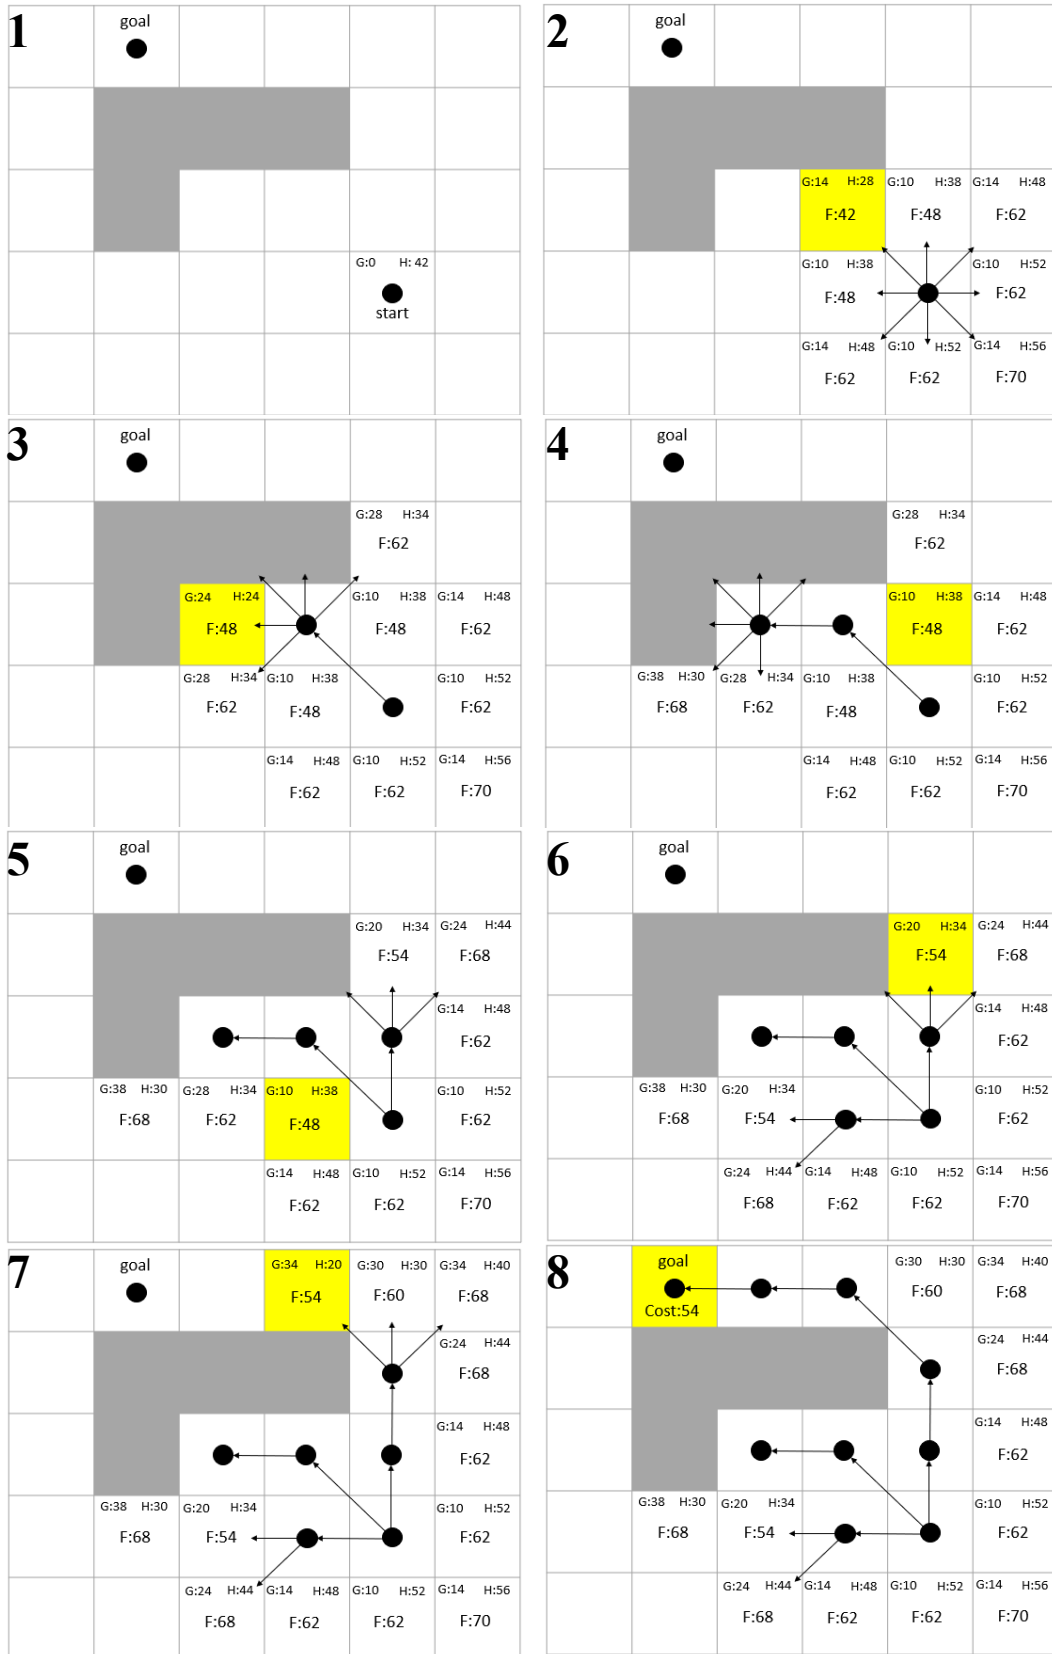 1
goal
G:0 H: 42
start
2
goal
G:14 H:28 G:10 H:38 G:14 H:48
F:42 F:48 F:62
G:10 H:38 G:10 H:52
F:48 F:62
G:14 H:48 G:10 H:52 G:14 H:56
F:62 F:62 F:70
3
goal
G:28 H:34
F:62
G:24 H:24 G:10 H:38 G:14 H:48
F:48 F:48 F:62
G:28 H:34 G:10 H:38 G:10 H:52
F:62 F:48 F:62
G:14 H:48 G:10 H:52 G:14 H:56
F:62 F:62 F:70
4
goal
G:28 H:34
F:62
G:10 H:38 G:14 H:48
F:48 F:62
G:38 H:30 G:28 H:34 G:10 H:38 G:10 H:52
F:68 F:62 F:48 F:62
G:14 H:48 G:10 H:52 G:14 H:56
F:62 F:62 F:70
5
goal
G:20 H:34 G:24 H:44
F:54 F:68
G:14 H:48
F:62
G:38 H:30 G:28 H:34 G:10 H:38 G:10 H:52
F:68 F:62 F:48 F:62
G:14 H:48 G:10 H:52 G:14 H:56
F:62 F:62 F:70
6
goal
G:20 H:34 G:24 H:44
F:54 F:68
G:14 H:48
F:62
G:38 H:30 G:20 H:34 G:10 H:52
F:68 F:54 F:62
G:24 H:44 G:14 H:48 G:10 H:52 G:14 H:56
F:68 F:62 F:62 F:70
7
goal
G:34 H:20 G:30 H:30 G:34 H:40
F:54 F:60 F:68
G:24 H:44
F:68
G:14 H:48
F:62
G:38 H:30 G:20 H:34 G:10 H:52
F:68 F:54 F:62
G:24 H:44 G:14 H:48 G:10 H:52 G:14 H:56
F:68 F:62 F:62 F:70
8
goal
Cost:54
G:30 H:30 G:34 H:40
F:60 F:68
G:24 H:44
F:68
G:14 H:48
F:62
G:38 H:30 G:20 H:34 G:10 H:52
F:68 F:54 F:62
G:24 H:44 G:14 H:48 G:10 H:52 G:14 H:56
F:68 F:62 F:62 F:70